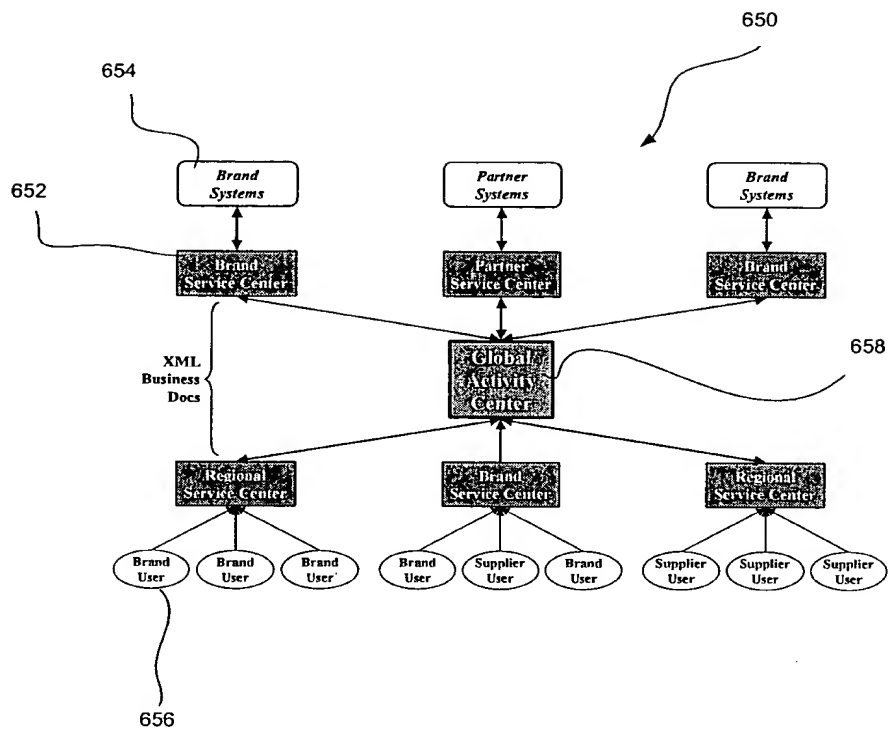 650
654
652
Brand
Systems
Partner
Systems
Brand
Systems
Brand
Service Center
Partner
Service Center
Brand
Service Center
XML
Business
Docs
Global
Activity
Center
658
Regional
Service Center
Brand
Service Center
Regional
Service Center
Brand
User
Brand
User
Brand
User
Brand
User
Supplier
User
Brand
User
Supplier
User
Supplier
User
Supplier
User
656